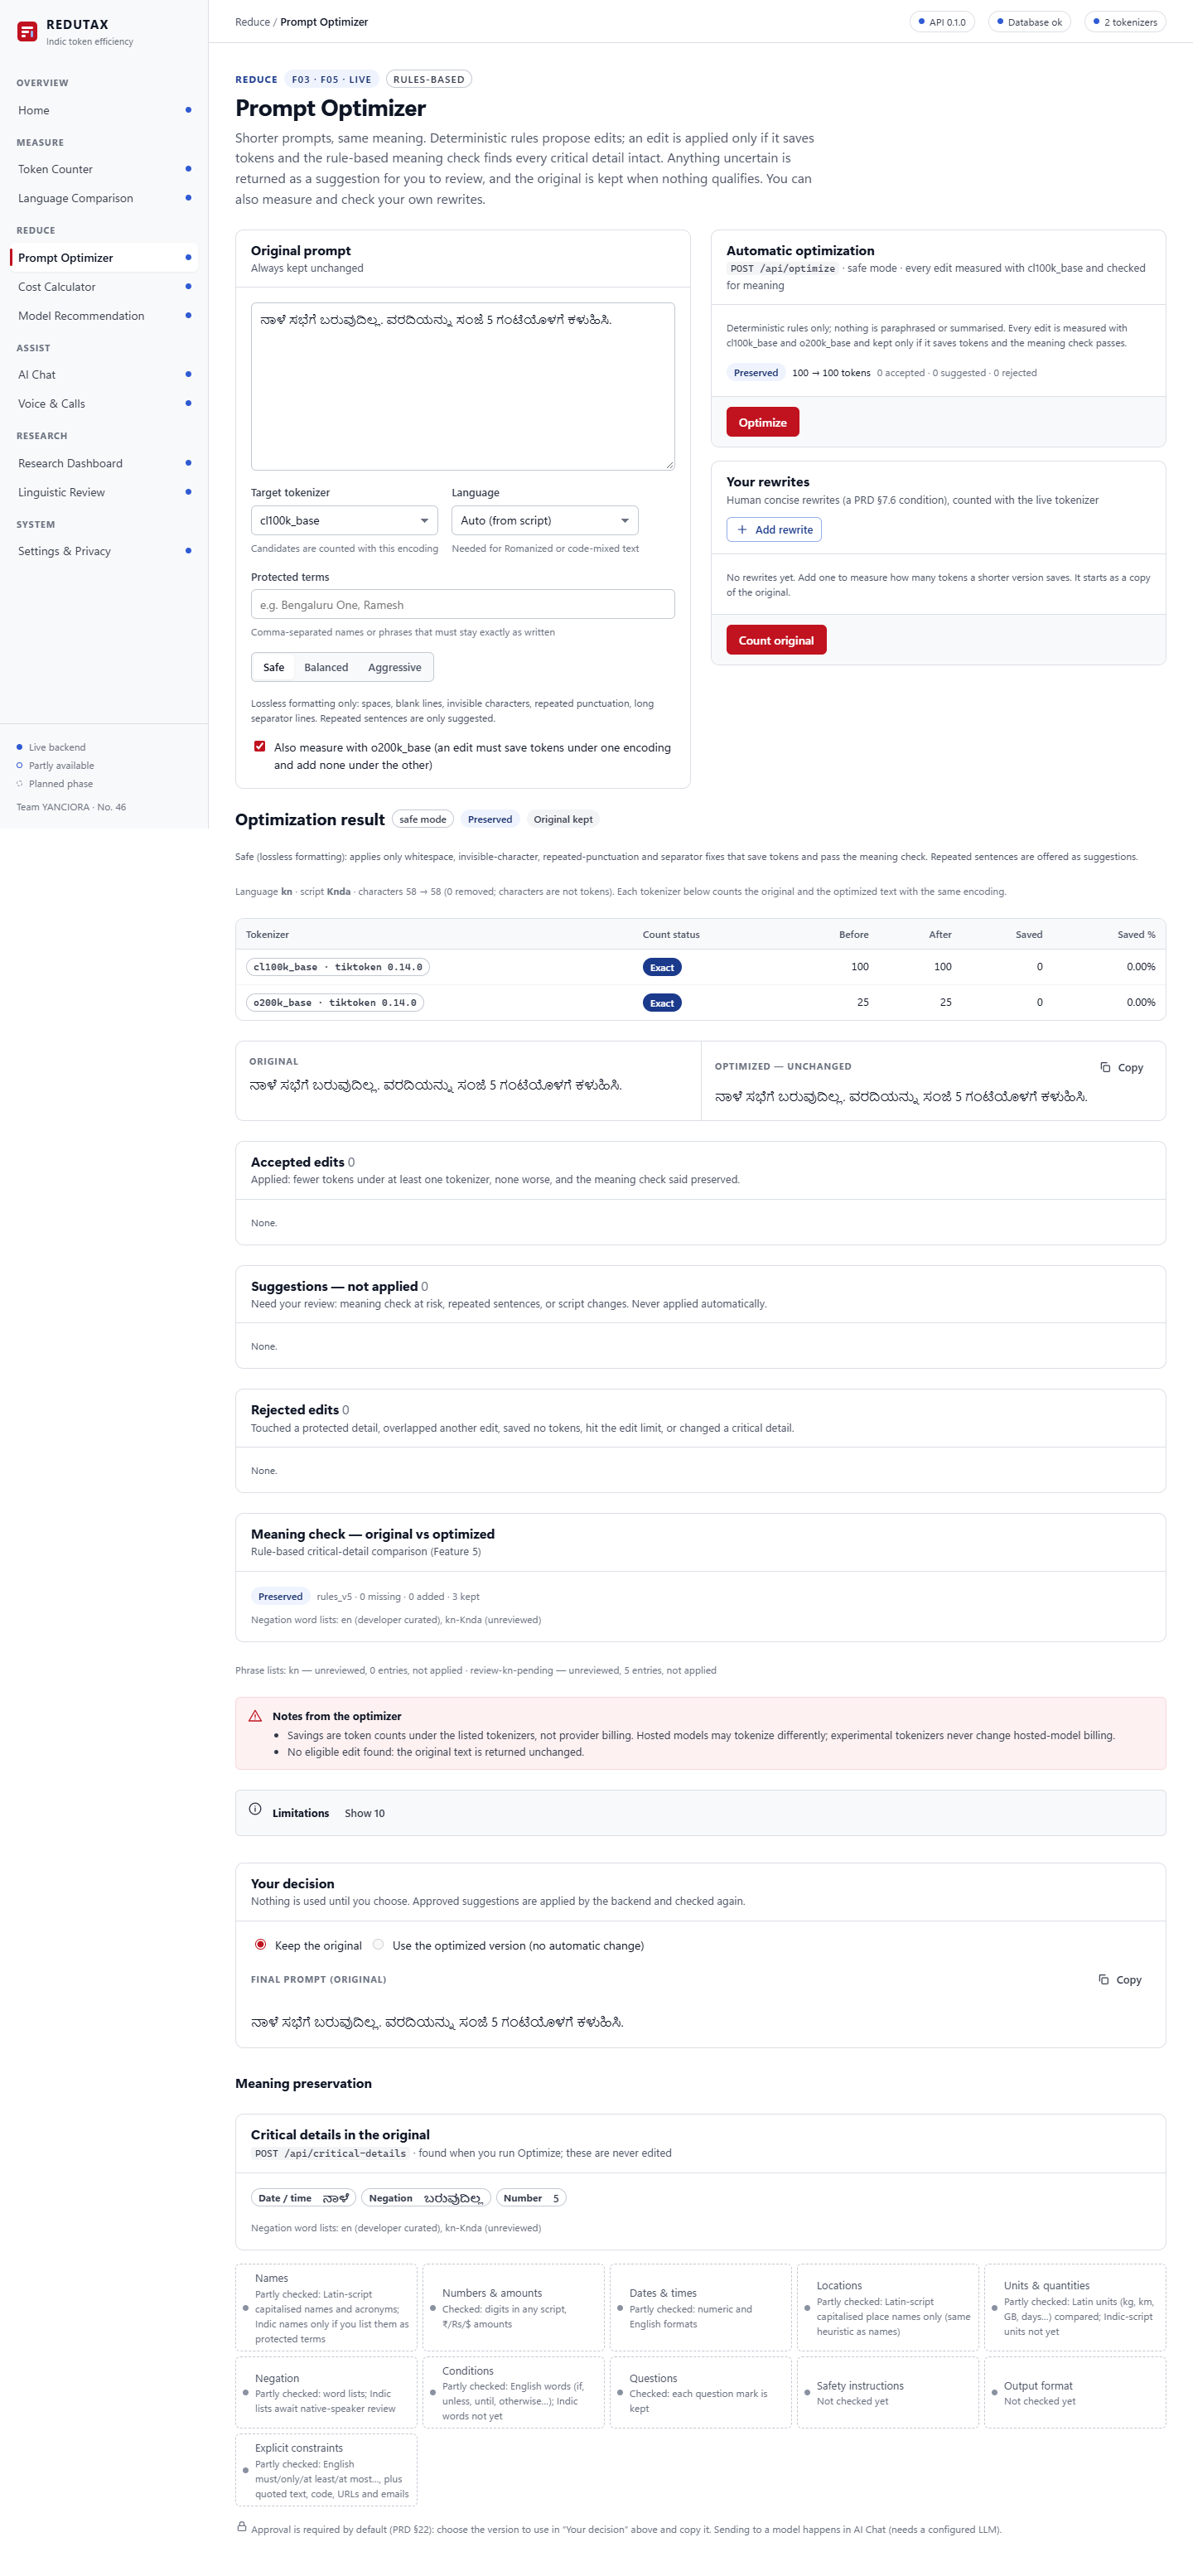 REDUTAX
Indic token efficiency
OVERVIEW
Home
MEASURE
Token Counter
Language Comparison
REDUCE
Prompt Optimizer
Cost Calculator
Model Recommendation
ASSIST
AI Chat
Voice & Calls
RESEARCH
Research Dashboard
Linguistic Review
SYSTEM
Settings & Privacy
Live backend
Partly available
Planned phase
Team YANCIORA · No. 46
Reduce / Prompt Optimizer
API 0.1.0
Database ok
2 tokenizers
REDUCE F03 · F05 · LIVE RULES-BASED
Prompt Optimizer
Shorter prompts, same meaning. Deterministic rules propose edits; an edit is applied only if it saves
tokens and the rule-based meaning check finds every critical detail intact. Anything uncertain is
returned as a suggestion for you to review, and the original is kept when nothing qualifies. You can
also measure and check your own rewrites.
Original prompt
Always kept unchanged
ನಾಳೆ ಸಭೆಗೆ ಬರುವುದಿಲ್ಲ. ವರದಿಯನ್ನು ಸಂಜೆ 5 ಗಂಟೆಯೊಳಗೆ ಕಳುಹಿಸಿ.
Target tokenizer
Language
cl100k_base
Auto (from script)
Candidates are counted with this encoding
Needed for Romanized or code-mixed text
Protected terms
e.g. Bengaluru One, Ramesh
Comma-separated names or phrases that must stay exactly as written
Safe Balanced Aggressive
Lossless formatting only: spaces, blank lines, invisible characters, repeated punctuation, long
separator lines. Repeated sentences are only suggested.
Also measure with o200k_base (an edit must save tokens under one encoding
and add none under the other)
Automatic optimization
POST /api/optimize · safe mode · every edit measured with cl100k_base and checked
for meaning
Deterministic rules only; nothing is paraphrased or summarised. Every edit is measured with
cl100k_base and o200k_base and kept only if it saves tokens and the meaning check passes.
Preserved 100 → 100 tokens 0 accepted · 0 suggested · 0 rejected
Optimize
Your rewrites
Human concise rewrites (a PRD §7.6 condition), counted with the live tokenizer
+ Add rewrite
No rewrites yet. Add one to measure how many tokens a shorter version saves. It starts as a copy
of the original.
Count original
Optimization result safe mode Preserved Original kept
Safe (lossless formatting): applies only whitespace, invisible-character, repeated-punctuation and separator fixes that save tokens and pass the meaning check. Repeated sentences are offered as suggestions.
Language kn · script Knda · characters 58 → 58 (0 removed; characters are not tokens). Each tokenizer below counts the original and the optimized text with the same encoding.
Tokenizer Count status Before After Saved Saved %
cl100k_base · tiktoken 0.14.0 Exact 100 100 0 0.00%
o200k_base · tiktoken 0.14.0 Exact 25 25 0 0.00%
ORIGINAL
ನಾಳೆ ಸಭೆಗೆ ಬರುವುದಿಲ್ಲ. ವರದಿಯನ್ನು ಸಂಜೆ 5 ಗಂಟೆಯೊಳಗೆ ಕಳುಹಿಸಿ.
OPTIMIZED — UNCHANGED
Copy
ನಾಳೆ ಸಭೆಗೆ ಬರುವುದಿಲ್ಲ. ವರದಿಯನ್ನು ಸಂಜೆ 5 ಗಂಟೆಯೊಳಗೆ ಕಳುಹಿಸಿ.
Accepted edits 0
Applied: fewer tokens under at least one tokenizer, none worse, and the meaning check said preserved.
None.
Suggestions — not applied 0
Need your review: meaning check at risk, repeated sentences, or script changes. Never applied automatically.
None.
Rejected edits 0
Touched a protected detail, overlapped another edit, saved no tokens, hit the edit limit, or changed a critical detail.
None.
Meaning check — original vs optimized
Rule-based critical-detail comparison (Feature 5)
Preserved rules_v5 · 0 missing · 0 added · 3 kept
Negation word lists: en (developer curated), kn-Knda (unreviewed)
Phrase lists: kn — unreviewed, 0 entries, not applied · review-kn-pending — unreviewed, 5 entries, not applied
Notes from the optimizer
• Savings are token counts under the listed tokenizers, not provider billing. Hosted models may tokenize differently; experimental tokenizers never change hosted-model billing.
• No eligible edit found: the original text is returned unchanged.
Limitations Show 10
Your decision
Nothing is used until you choose. Approved suggestions are applied by the backend and checked again.
Keep the original Use the optimized version (no automatic change)
FINAL PROMPT (ORIGINAL)
Copy
ನಾಳೆ ಸಭೆಗೆ ಬರುವುದಿಲ್ಲ. ವರದಿಯನ್ನು ಸಂಜೆ 5 ಗಂಟೆಯೊಳಗೆ ಕಳುಹಿಸಿ.
Meaning preservation
Critical details in the original
POST /api/critical-details · found when you run Optimize; these are never edited
Date / time ನಾಳೆ Negation ಬರುವುದಿಲ್ಲ Number 5
Negation word lists: en (developer curated), kn-Knda (unreviewed)
Names
Partly checked: Latin-script
capitalised names and acronyms;
Indic names only if you list them as
protected terms
Numbers & amounts
Checked: digits in any script,
₹/Rs/$ amounts
Dates & times
Partly checked: numeric and
English formats
Locations
Partly checked: Latin-script
capitalised place names only (same
heuristic as names)
Units & quantities
Partly checked: Latin units (kg, km,
GB, days...) compared; Indic-script
units not yet
Negation
Partly checked: word lists; Indic
lists await native-speaker review
Conditions
Partly checked: English words (if,
unless, until, otherwise...); Indic
words not yet
Questions
Checked: each question mark is
kept
Safety instructions
Not checked yet
Output format
Not checked yet
Explicit constraints
Partly checked: English
must/only/at least/at most..., plus
quoted text, code, URLs and emails
Approval is required by default (PRD §22): choose the version to use in "Your decision" above and copy it. Sending to a model happens in AI Chat (needs a configured LLM).